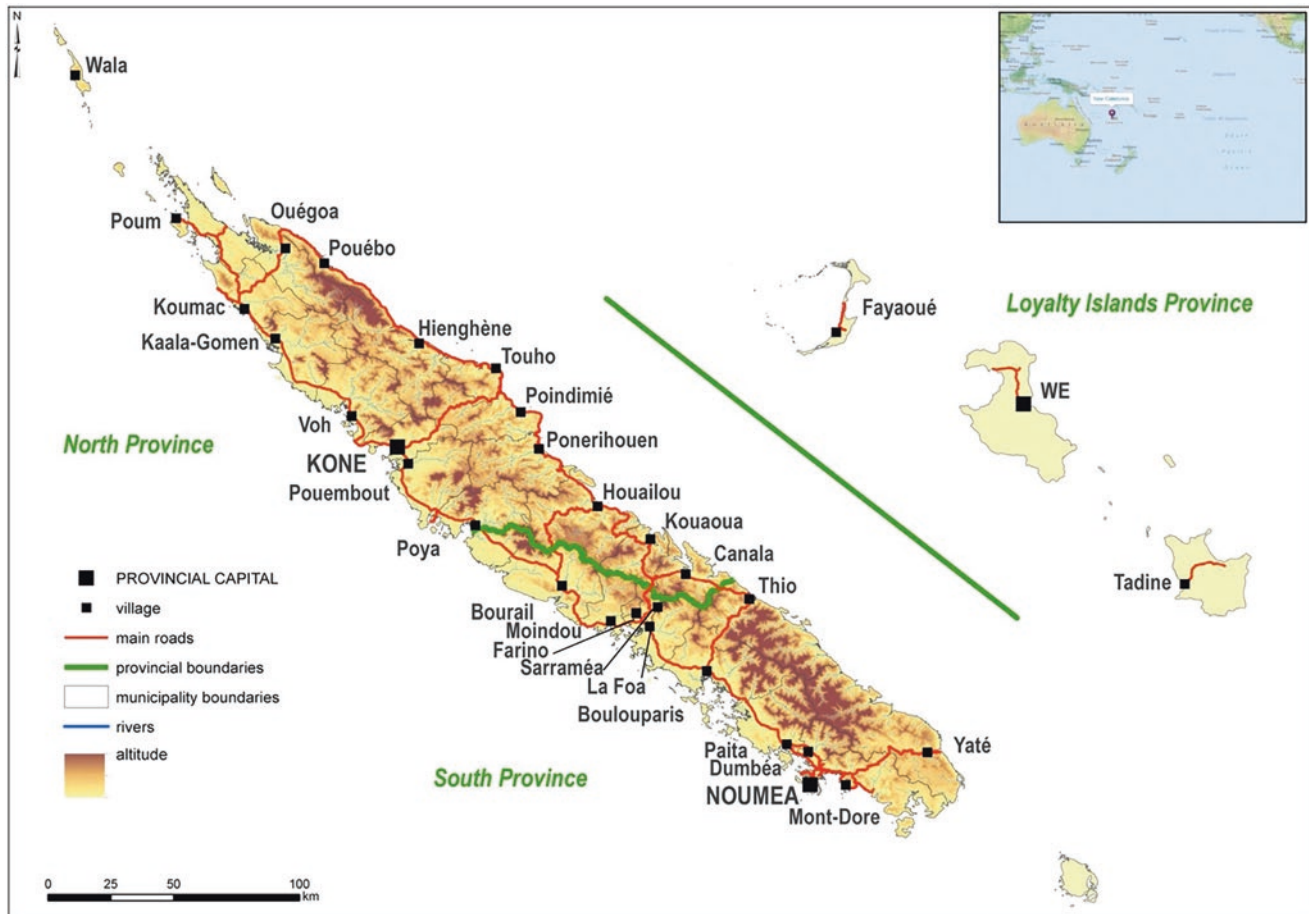 N
Wala
New Caledonia
Ouégoa
Poum
Pouébo
Koumac
Kaala-Gomen
Hienghène
Touho
Fayaoué
Loyalty Islands Province
WE
Poindimié
Voh
North Province
KONE
Ponerihouen
Pouembout
Houailou
Kouaoua
Poya
Canala
Thio
Tadine
PROVINCIAL CAPITAL
village
main roads
provincial boundaries
municipality boundaries
rivers
altitude
Bourail
Moindou
Farino
Sarraméa
La Foa
Boulouparis
South Province
Paita
Dumbéa
NOUMEA
Mont-Dore
Yaté
0 25 50 100
km